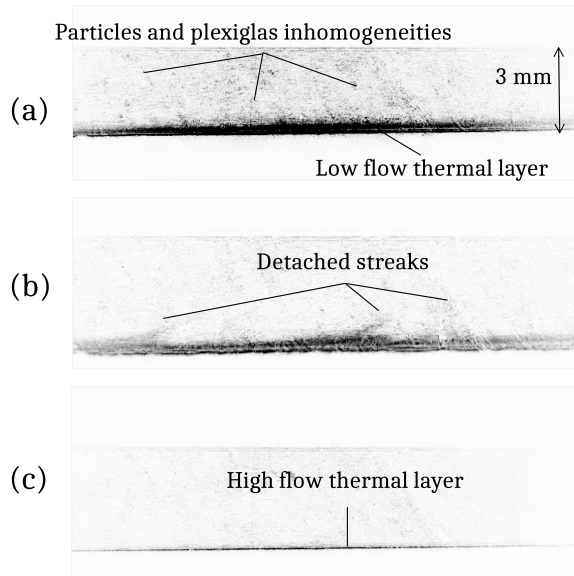 Particles and plexiglas inhomogeneities
3 mm
(a)
Low flow thermal layer
Detached streaks
(b)
High flow thermal layer
(c)